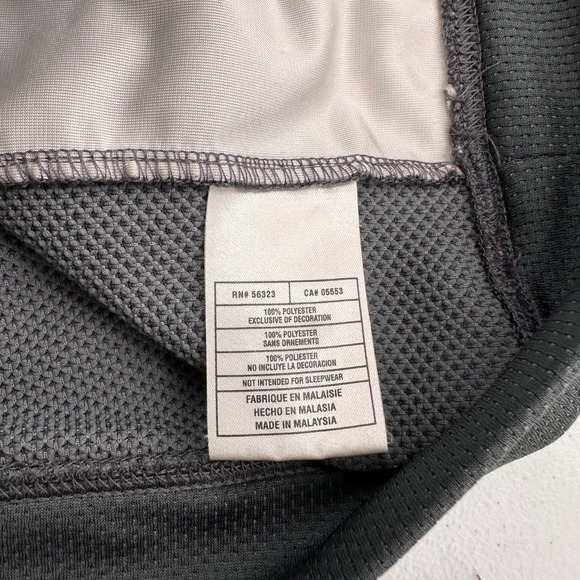 RN# 56323 CA# 05553
100% POLYESTER
EXCLUSIVE OF DECORATION
100% POLYESTER
SANS ORNEMENTS
100% POLIESTER
NO INCLUYE LA DECORACION
NOT INTENDED FOR SLEEPWEAR
FABRIQUE EN MALAISIE
HECHO EN MALASIA
MADE IN MALAYSIA